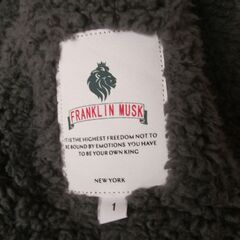 FRANKLIN MUSK
IT IS THE HIGHEST FREEDOM NOT TO
BE BOUND BY EMOTIONS YOU HAVE
TO BE YOUR OWN KING
NEW YORK
1